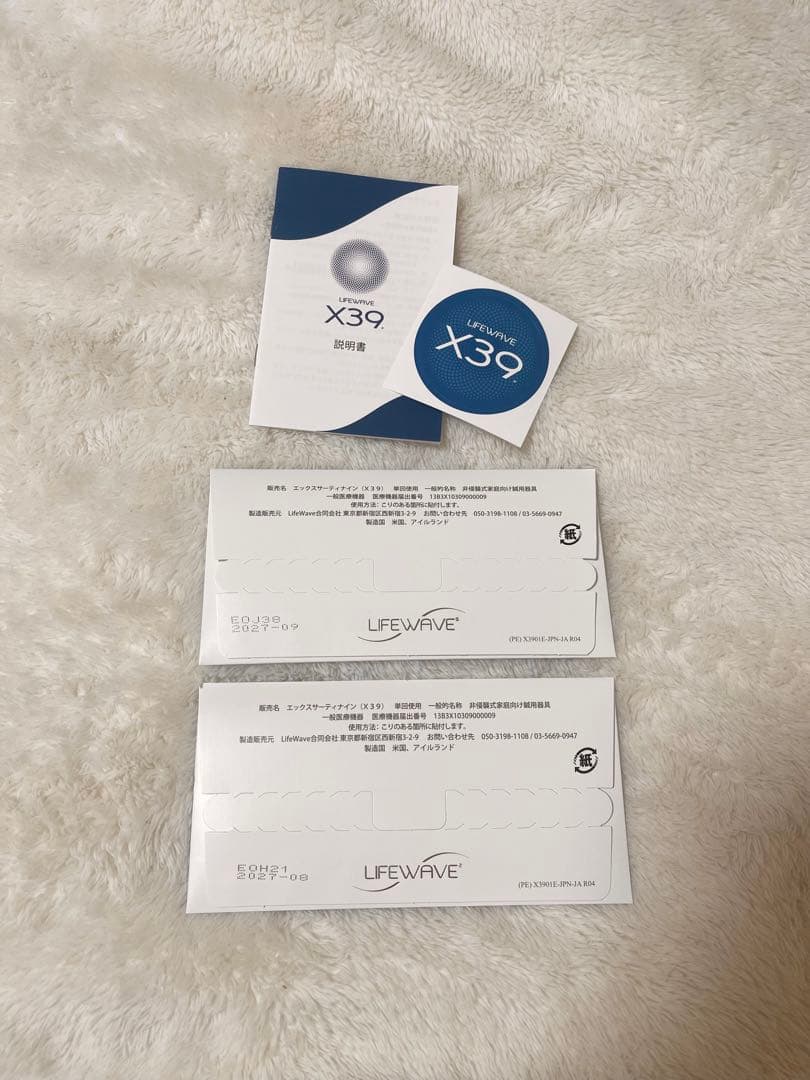 LIFEWAVE
X39
説明書
LIFEWAVE
X39
販売名 エックスサーティナイン(X39) 単回使用 一般的名称 非侵襲式家庭向け鍼用器具
一般医療機器 医療機器届出番号 13B3X10309000009
使用方法:こりのある箇所に貼付します。
製造販売元 LifeWave合同会社 東京都新宿区西新宿3-2-9 お問い合わせ先 050-3198-1108 / 03-5669-0947
製造国 米国、アイルランド
紙
EOJ38
2027-09
LIFEWAVE
(PE) X3901E-JPN-JA R04
販売名 エックスサーティナイン(X39) 単回使用 一般的名称 非侵襲式家庭向け鍼用器具
一般医療機器 医療機器届出番号 13B3X10309000009
使用方法:こりのある箇所に貼付します。
製造販売元 LifeWave合同会社 東京都新宿区西新宿3-2-9 お問い合わせ先 050-3198-1108 / 03-5669-0947
製造国 米国、アイルランド
紙
EOH21
2027-08
LIFEWAVE
(PE) X3901E-JPN-JA R04